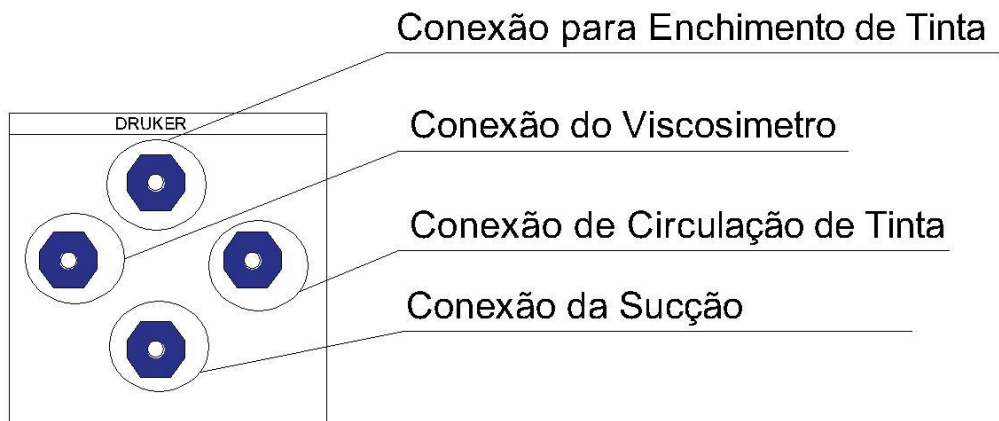 Conexão para Enchimento de Tinta
DRUKER
Conexão do Viscosimetro
Conexão de Circulação de Tinta
Conexão da Sucção